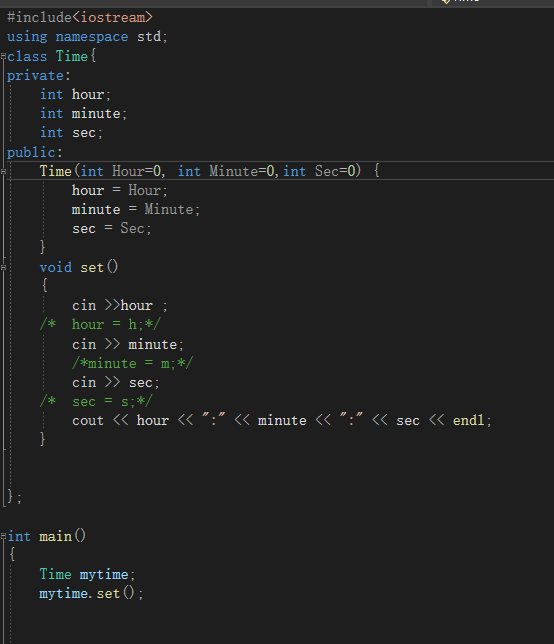 #include<iostream>
using namespace std;
class Time{
private:
    int hour;
    int minute;
    int sec;
public:
    Time(int Hour=0, int Minute=0,int Sec=0) {
        hour = Hour;
        minute = Minute;
        sec = Sec;
    }
    void set()
    {
        cin >>hour ;
    /*  hour = h;*/
        cin >> minute;
        /*minute = m;*/
        cin >> sec;
    /*  sec = s;*/
        cout << hour << ":" << minute << ":" << sec << endl;
    }
};
int main()
{
    Time mytime;
    mytime.set();